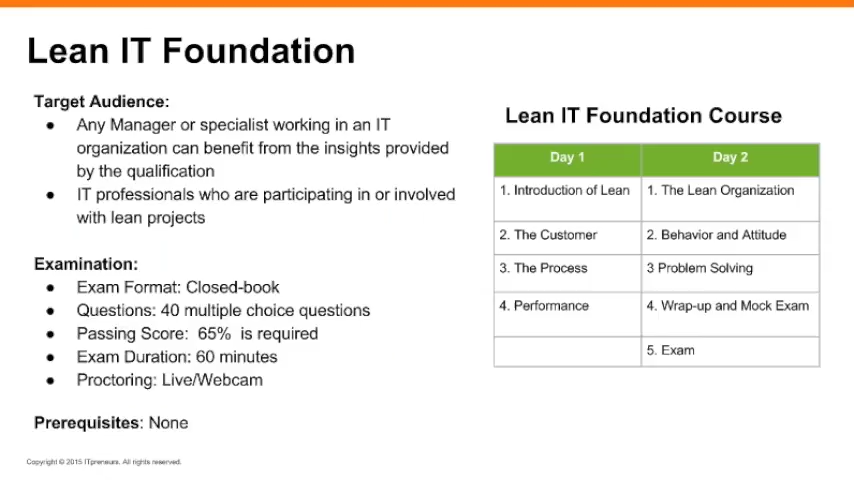 Lean IT Foundation
Target Audience:
● Any Manager or specialist working in an IT
organization can benefit from the insights provided
by the qualification
● IT professionals who are participating in or involved
with lean projects
Examination:
● Exam Format: Closed-book
● Questions: 40 multiple choice questions
● Passing Score: 65% is required
● Exam Duration: 60 minutes
● Proctoring: Live/Webcam
Prerequisites: None
Lean IT Foundation Course
Day 1 Day 2
1. Introduction of Lean 1. The Lean Organization
2. The Customer 2. Behavior and Attitude
3. The Process 3 Problem Solving
4. Performance 4. Wrap-up and Mock Exam
5. Exam
Copyright © 2015 ITpreneurs. All rights reserved.